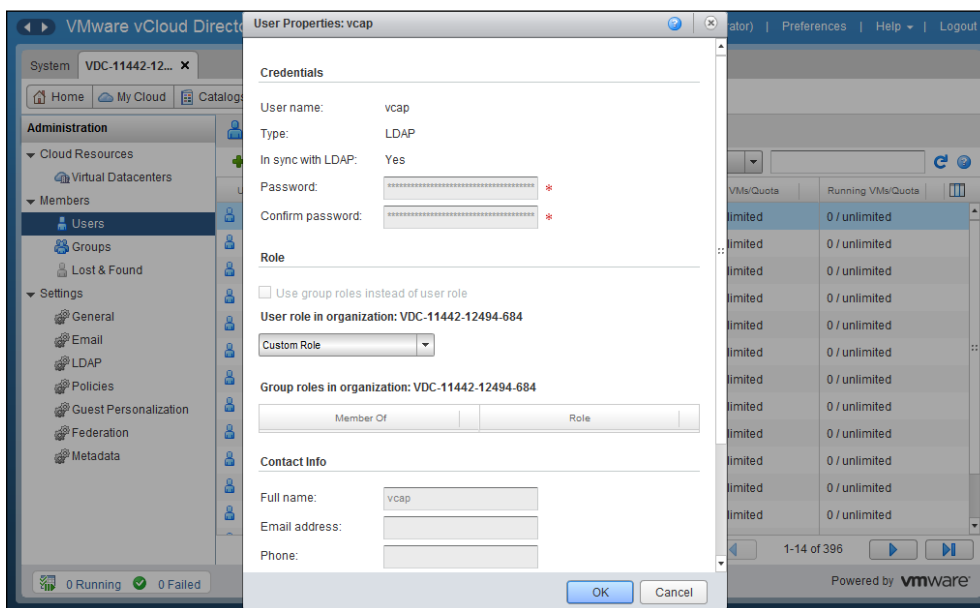 VMware vCloud Directo
User Properties: vcap
ator) | Preferences | Help | Logout
System
VDC-11442-12...
Home
My Cloud
Catalogs
Administration
Cloud Resources
Virtual Datacenters
Members
Users
Groups
Lost & Found
Settings
General
Email
LDAP
Policies
Guest Personalization
Federation
Metadata
Credentials
User name: vcap
Type: LDAP
In sync with LDAP: Yes
Password: *
Confirm password: *
Role
Use group roles instead of user role
User role in organization: VDC-11442-12494-684
Custom Role
Group roles in organization: VDC-11442-12494-684
Member Of Role
Contact Info
Full name: vcap
Email address:
Phone:
OK Cancel
VMs/Quota Running VMs/Quota
limited 0 / unlimited
limited 0 / unlimited
limited 0 / unlimited
limited 0 / unlimited
limited 0 / unlimited
limited 0 / unlimited
limited 0 / unlimited
limited 0 / unlimited
limited 0 / unlimited
limited 0 / unlimited
limited 0 / unlimited
limited 0 / unlimited
1-14 of 396
0 Running 0 Failed
Powered by vmware